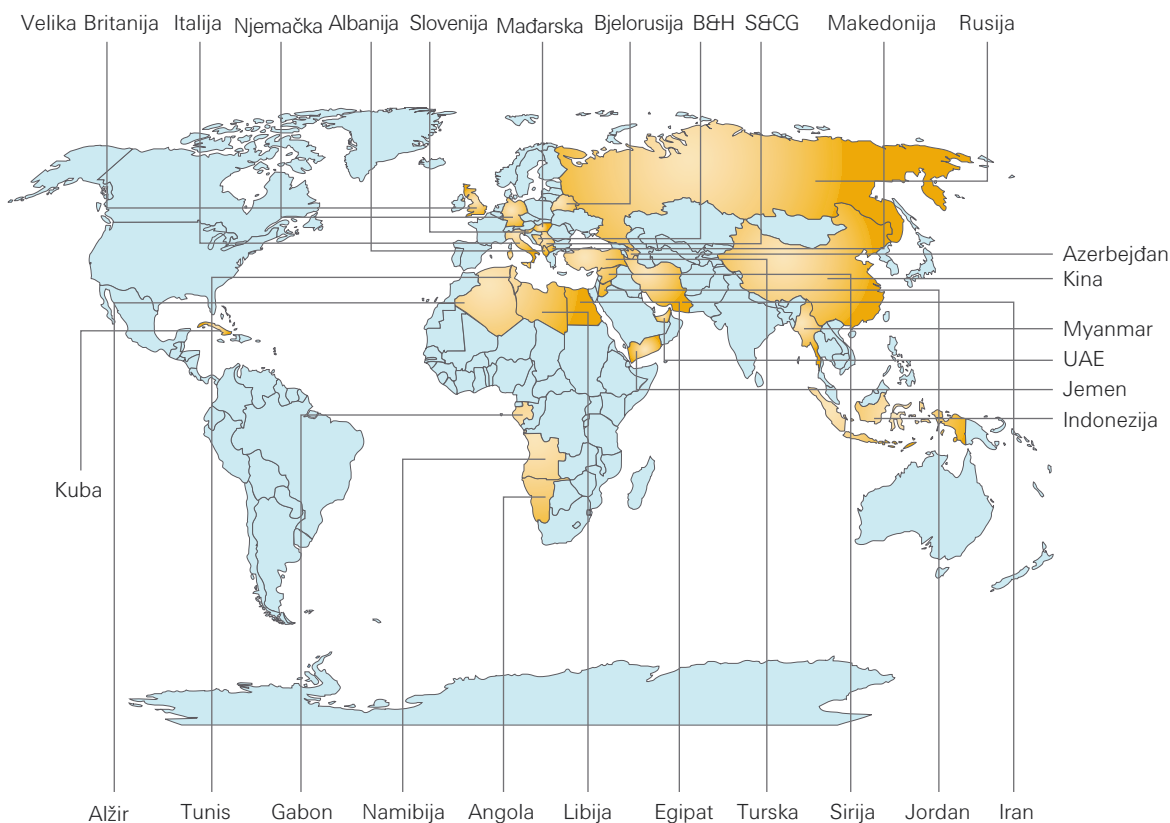 Velika Britanija Italija Njemačka Albanija Slovenija Mađarska Bjelorusija B&H S&CG Makedonija Rusija
Azerbejđan
Kina
Myanmar
UAE
Jemen
Indonezija
Kuba
Alžir Tunis Gabon Namibija Angola Libija Egipat Turska Sirija Jordan Iran